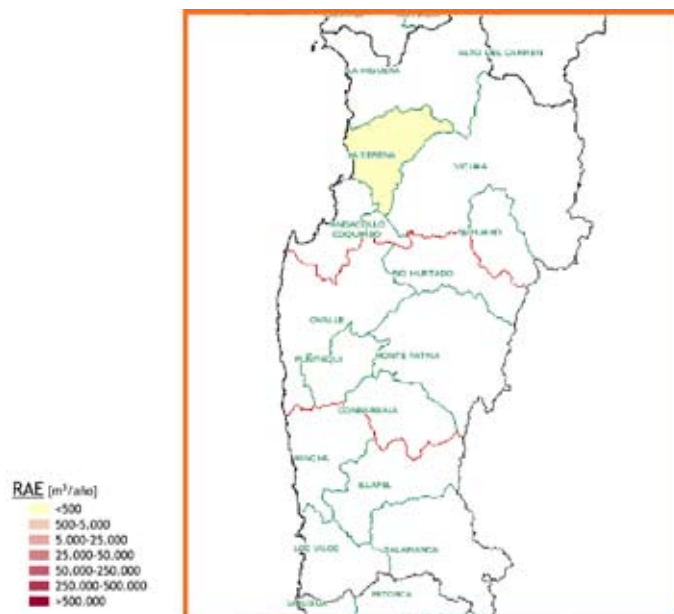 ALTO DEL CARMEN
LA HIGUERA
LA SERENA
VICUÑA
ANDACOLLO
COQUIMBO
PAIHUANO
RIO HURTADO
OVALLE
PUNITAQUI
MONTE PATRIA
COMBARBALA
CANELA
ILLAPEL
LOS VILOS
SALAMANCA
PETORCA
RAE [m³/año]
<500
500-5.000
5.000-25.000
25.000-50.000
50.000-250.000
250.000-500.000
>500.000